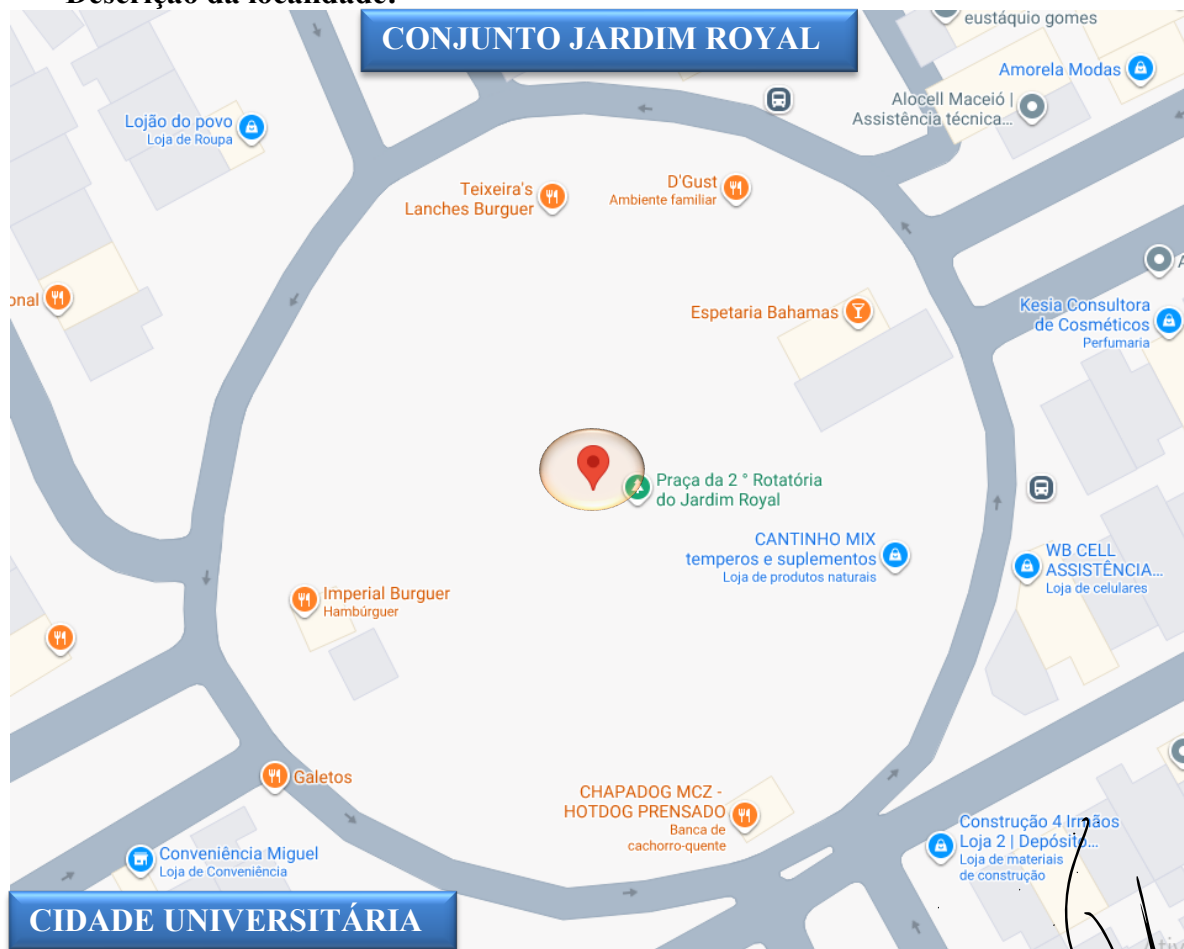 Descrição da localidade:
CONJUNTO JARDIM ROYAL
eustáquio gomes
Amorela Modas
Alocell Maceió |
Assistência técnica...
Lojão do povo
Loja de Roupa
Teixeira's
Lanches Burguer
D'Gust
Ambiente familiar
onal
A
Espetaria Bahamas
Kesia Consultora
de Cosméticos
Perfumaria
Praça da 2 ° Rotatória
do Jardim Royal
CANTINHO MIX
temperos e suplementos
Loja de produtos naturais
WB CELL
ASSISTÊNCIA...
Loja de celulares
Imperial Burguer
Hambúrguer
Galetos
CHAPADOG MCZ -
HOTDOG PRENSADO
Banca de
cachorro-quente
Construção 4 Irmãos
Loja 2 | Depósito...
Loja de materiais
de construção
Conveniência Miguel
Loja de Conveniência
CIDADE UNIVERSITÁRIA